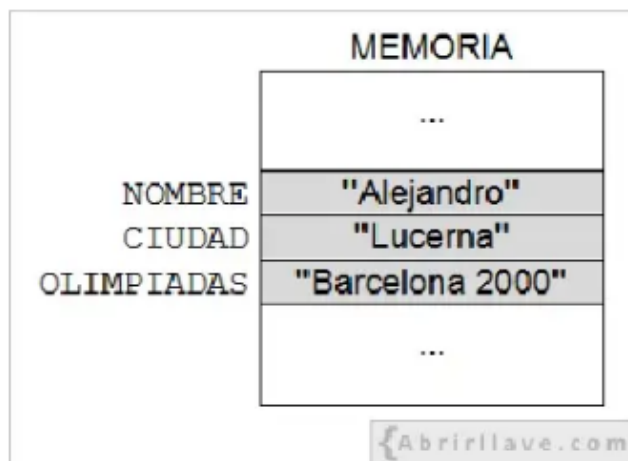 MEMORIA
...
NOMBRE "Alejandro"
CIUDAD "Lucerna"
OLIMPIADAS "Barcelona 2000"
...
{Abrirllave.com